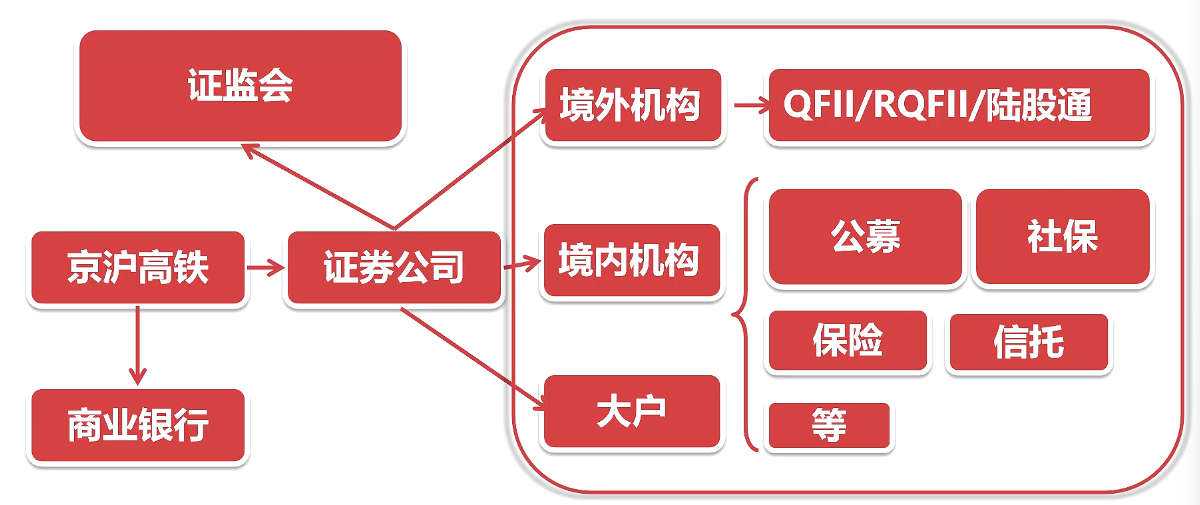 证监会
境外机构
QFII/RQFII/陆股通
京沪高铁
证券公司
境内机构
公募
社保
保险
信托
商业银行
大户
等